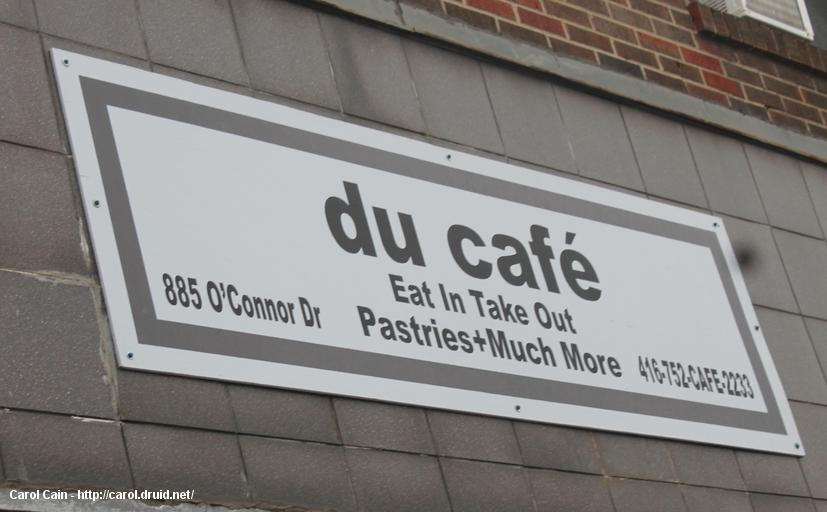 du café
Eat In Take Out
885 O'Connor Dr
Pastries+Much More
416-752-CAFE-2233
Carol Cain - http://carol.druid.net/